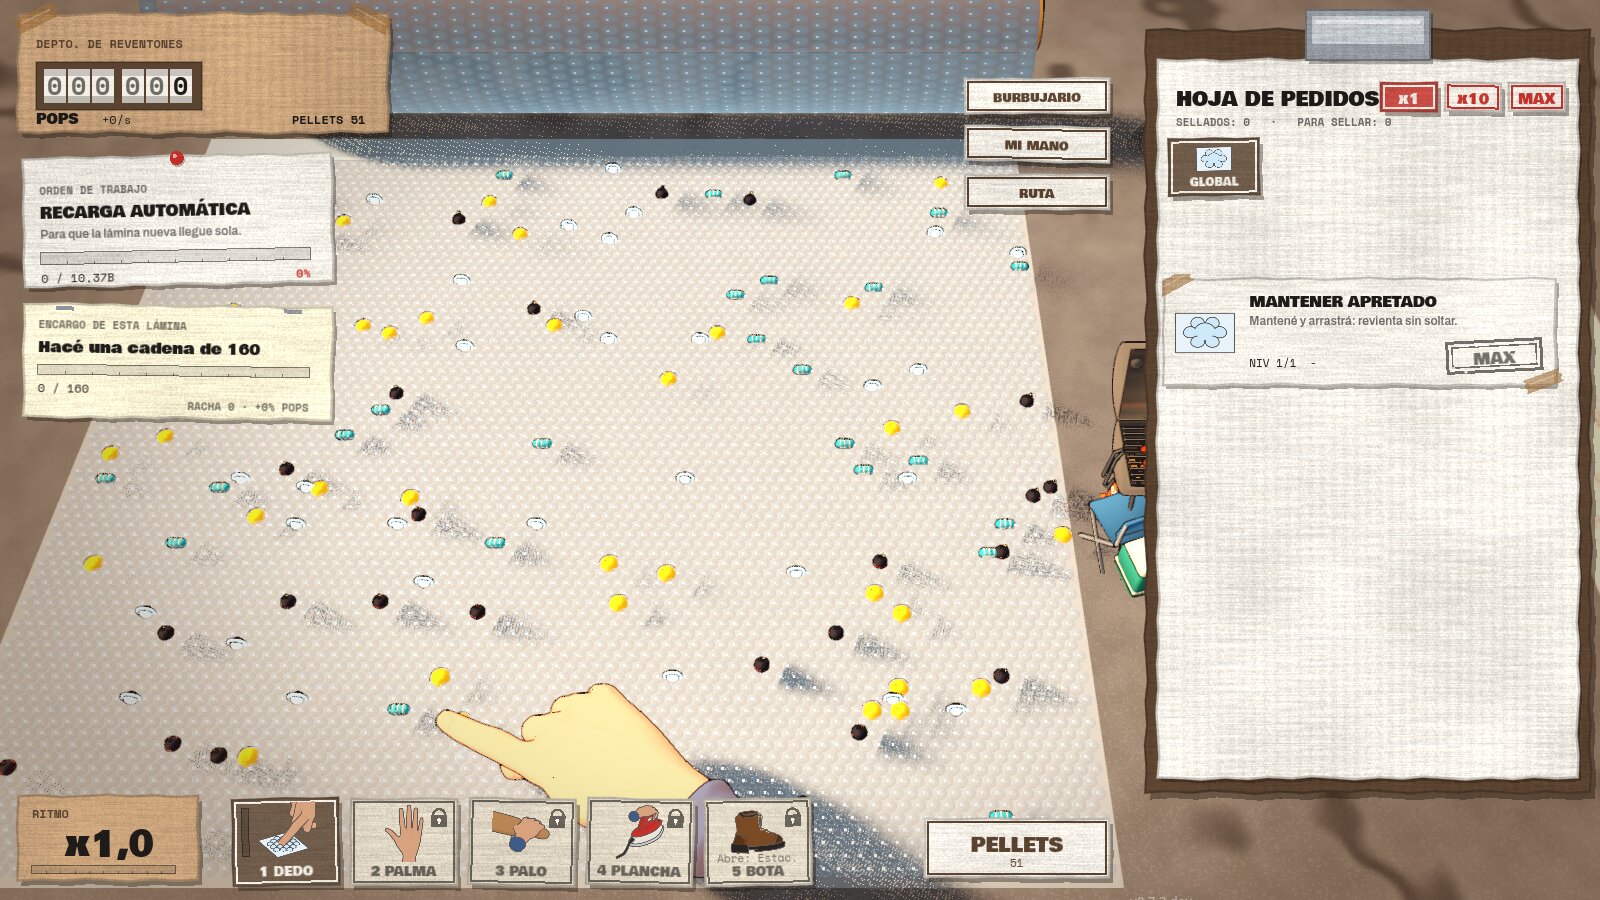 DEPTO. DE REVENTONES
000 000
POPS +0/s PELLETS 51
ORDEN DE TRABAJO
RECARGA AUTOMÁTICA
Para que la lámina nueva llegue sola.
0 / 10.37B 0%
ENCARGO DE ESTA LÁMINA
Hacé una cadena de 160
0 / 160
RACHA 0 · +0% POPS
BURBUJARIO
MI MANO
RUTA
HOJA DE PEDIDOS x1 x10 MAX
SELLADOS: 0 · PARA SELLAR: 0
GLOBAL
MANTENER APRETADO
Mantené y arrastrá: revienta sin soltar.
NIV 1/1 -
MAX
RITMO
x1,0
1 DEDO
2 PALMA
3 PALO
4 PLANCHA
Abre: Estac.
5 BOTA
PELLETS
51